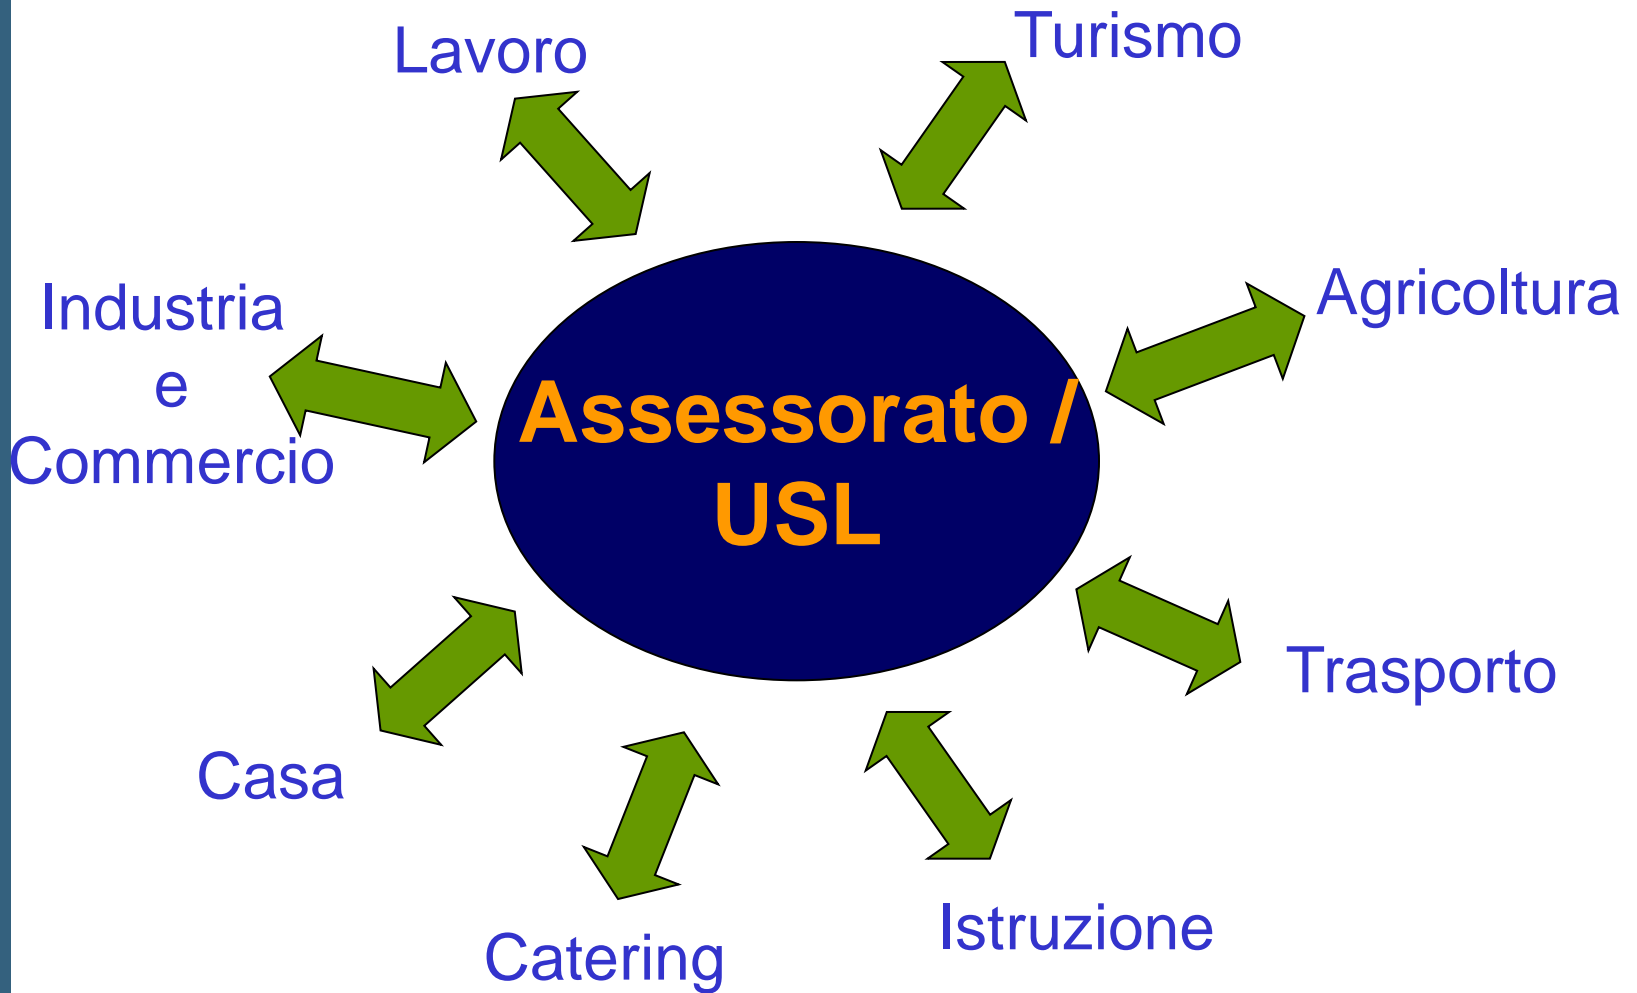 Lavoro
Turismo
Industria
e
Commercio
Agricoltura
Assessorato /
USL
Trasporto
Casa
Istruzione
Catering